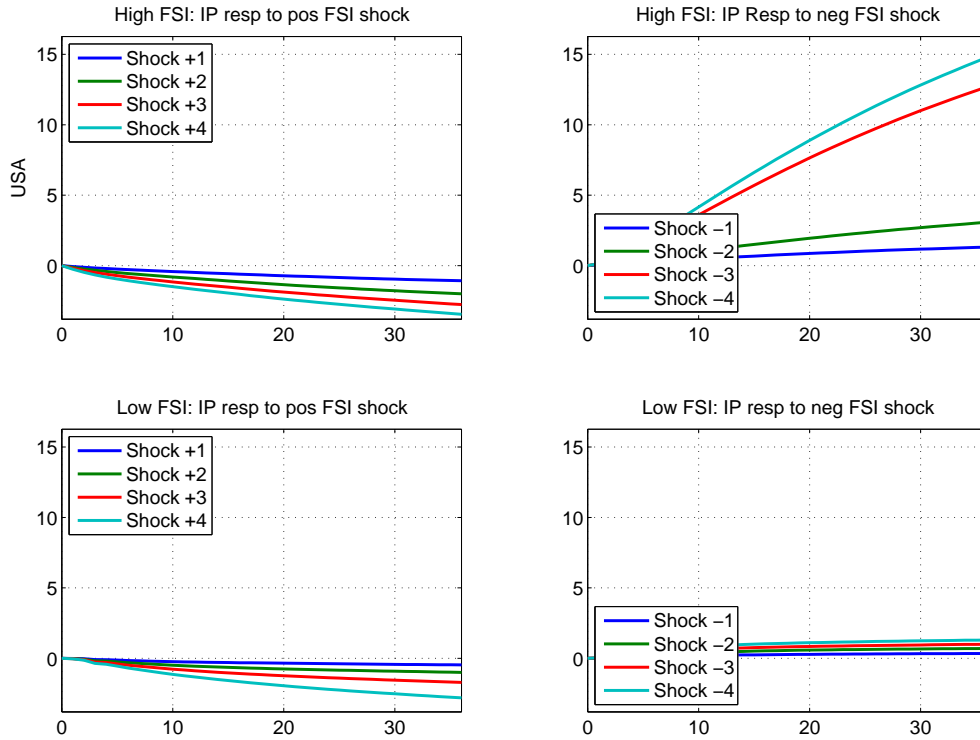 High FSI: IP resp to pos FSI shock
15
10
5
0
USA
Shock +1
Shock +2
Shock +3
Shock +4
0 10 20 30
High FSI: IP Resp to neg FSI shock
15
10
5
0
Shock −1
Shock −2
Shock −3
Shock −4
0 10 20 30
Low FSI: IP resp to pos FSI shock
15
10
5
0
Shock +1
Shock +2
Shock +3
Shock +4
0 10 20 30
Low FSI: IP resp to neg FSI shock
15
10
5
0
Shock −1
Shock −2
Shock −3
Shock −4
0 10 20 30